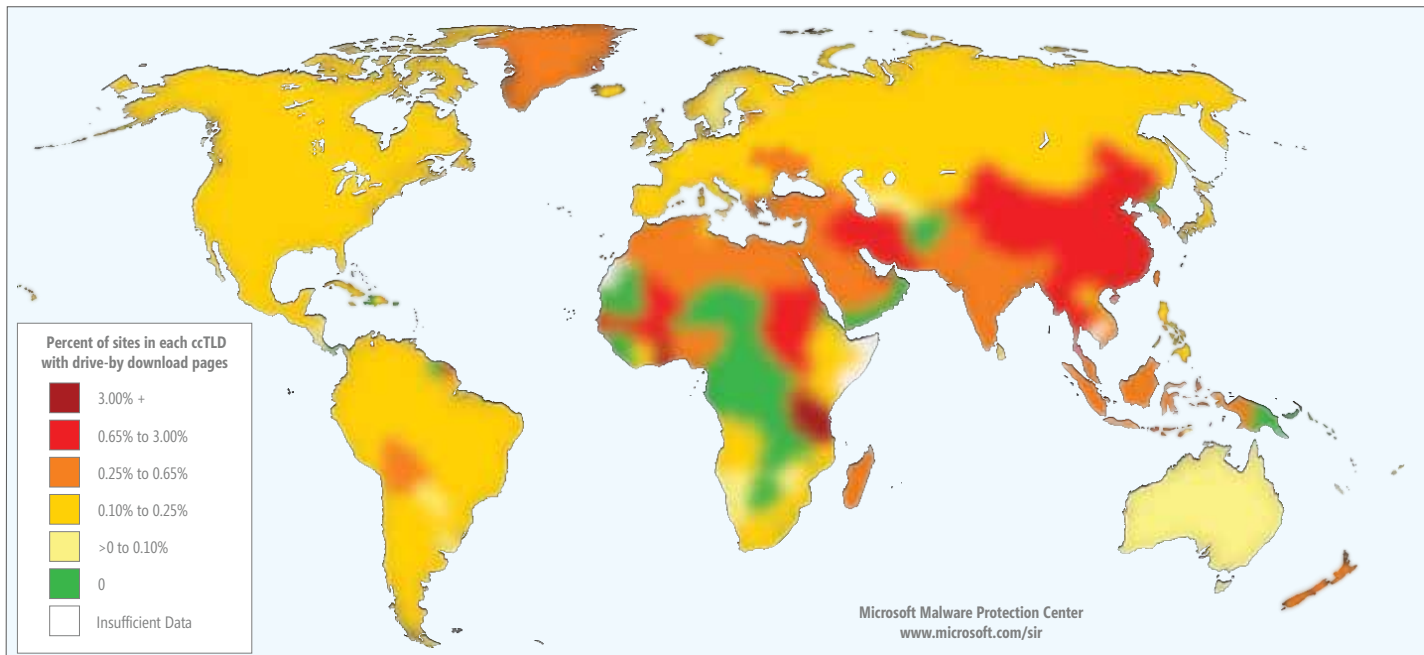 Percent of sites in each ccTLD
with drive-by download pages
3.00% +
0.65% to 3.00%
0.25% to 0.65%
0.10% to 0.25%
>0 to 0.10%
0
Insufficient Data
Microsoft Malware Protection Center
www.microsoft.com/sir